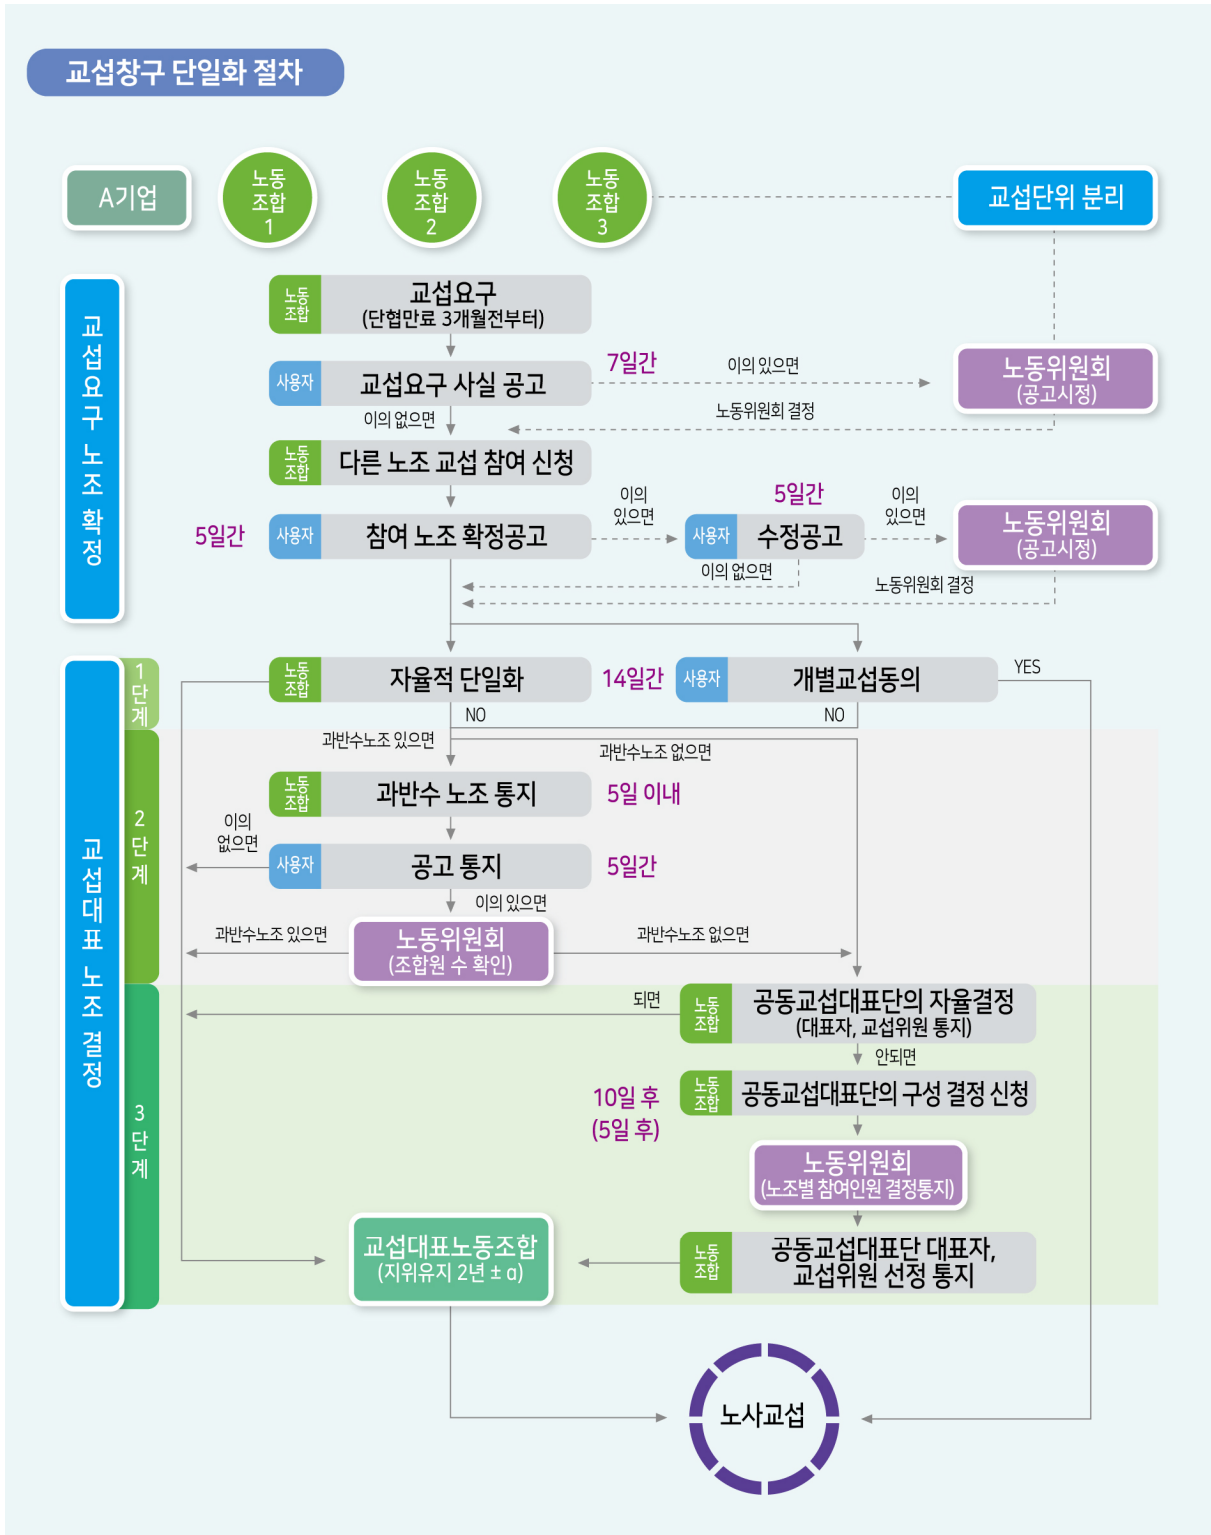 교섭창구 단일화 절차
A기업
노동
조합
1
노동
조합
2
노동
조합
3
교섭단위 분리
교섭요구 노조 확정
노동
조합
교섭요구
(단협만료 3개월전부터)
사용자
교섭요구 사실 공고
7일간
이의 있으면
노동위원회
(공고시정)
이의 없으면
노동위원회 결정
노동
조합
다른 노조 교섭 참여 신청
5일간
사용자
참여 노조 확정공고
이의
있으면
5일간
사용자
수정공고
이의
있으면
노동위원회
(공고시정)
이의 없으면
노동위원회 결정
교섭대표 노조 결정
1단계
노동
조합
자율적 단일화
14일간
사용자
개별교섭동의
YES
NO
NO
과반수노조 있으면
과반수노조 없으면
2단계
노동
조합
과반수 노조 통지
5일 이내
이의
없으면
사용자
공고 통지
5일간
이의 있으면
과반수노조 있으면
노동위원회
(조합원 수 확인)
과반수노조 없으면
3단계
되면
노동
조합
공동교섭대표단의 자율결정
(대표자, 교섭위원 통지)
안되면
10일 후
(5일 후)
노동
조합
공동교섭대표단의 구성 결정 신청
노동위원회
(노조별 참여인원 결정통지)
교섭대표노동조합
(지위유지 2년 ± α)
노동
조합
공동교섭대표단 대표자,
교섭위원 선정 통지
노사교섭